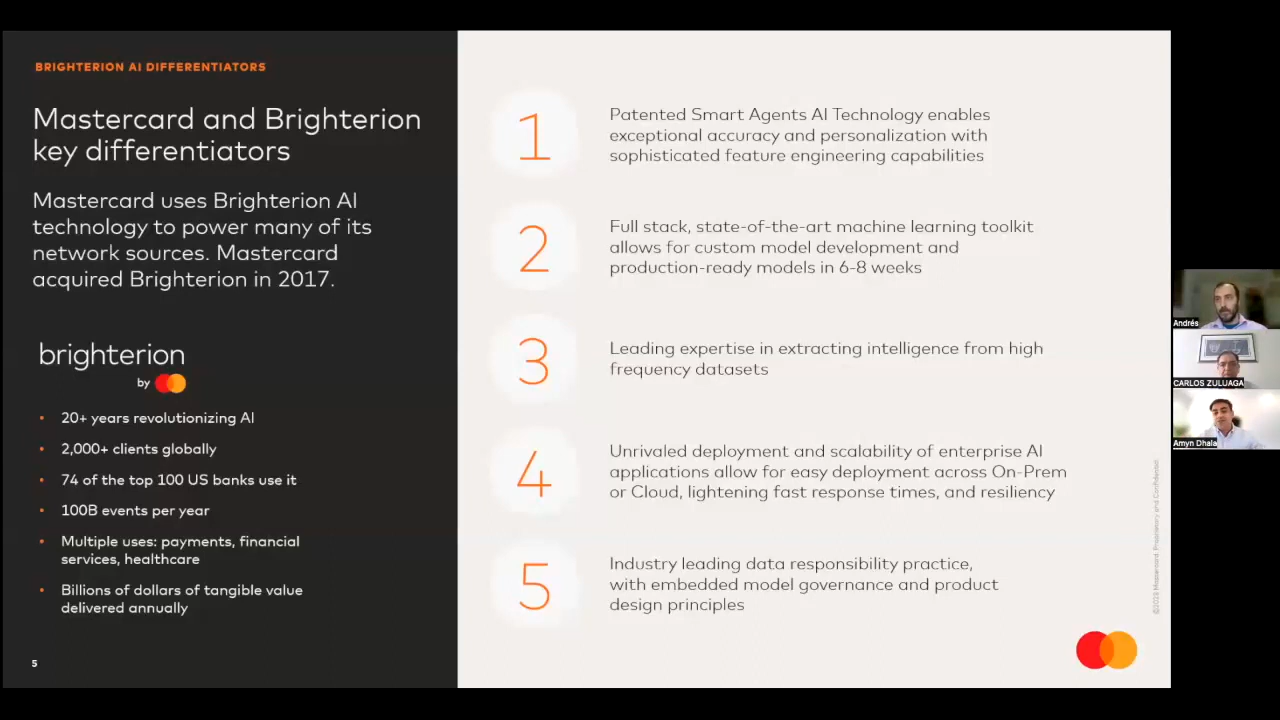 BRIGHTERION AI DIFFERENTIATORS
Mastercard and Brighterion
key differentiators
Mastercard uses Brighterion AI
technology to power many of its
network sources. Mastercard
acquired Brighterion in 2017.
brighterion
by
• 20+ years revolutionizing AI
• 2,000+ clients globally
• 74 of the top 100 US banks use it
• 100B events per year
• Multiple uses: payments, financial
services, healthcare
• Billions of dollars of tangible value
delivered annually
5
1
Patented Smart Agents AI Technology enables
exceptional accuracy and personalization with
sophisticated feature engineering capabilities
2
Full stack, state-of-the-art machine learning toolkit
allows for custom model development and
production-ready models in 6-8 weeks
3
Leading expertise in extracting intelligence from high
frequency datasets
4
Unrivaled deployment and scalability of enterprise AI
applications allow for easy deployment across On-Prem
or Cloud, lightening fast response times, and resiliency
5
Industry leading data responsibility practice,
with embedded model governance and product
design principles
Mastercard. Proprietary and Confidential
Andrés
CARLOS ZULUAGA
Amyn Dhala